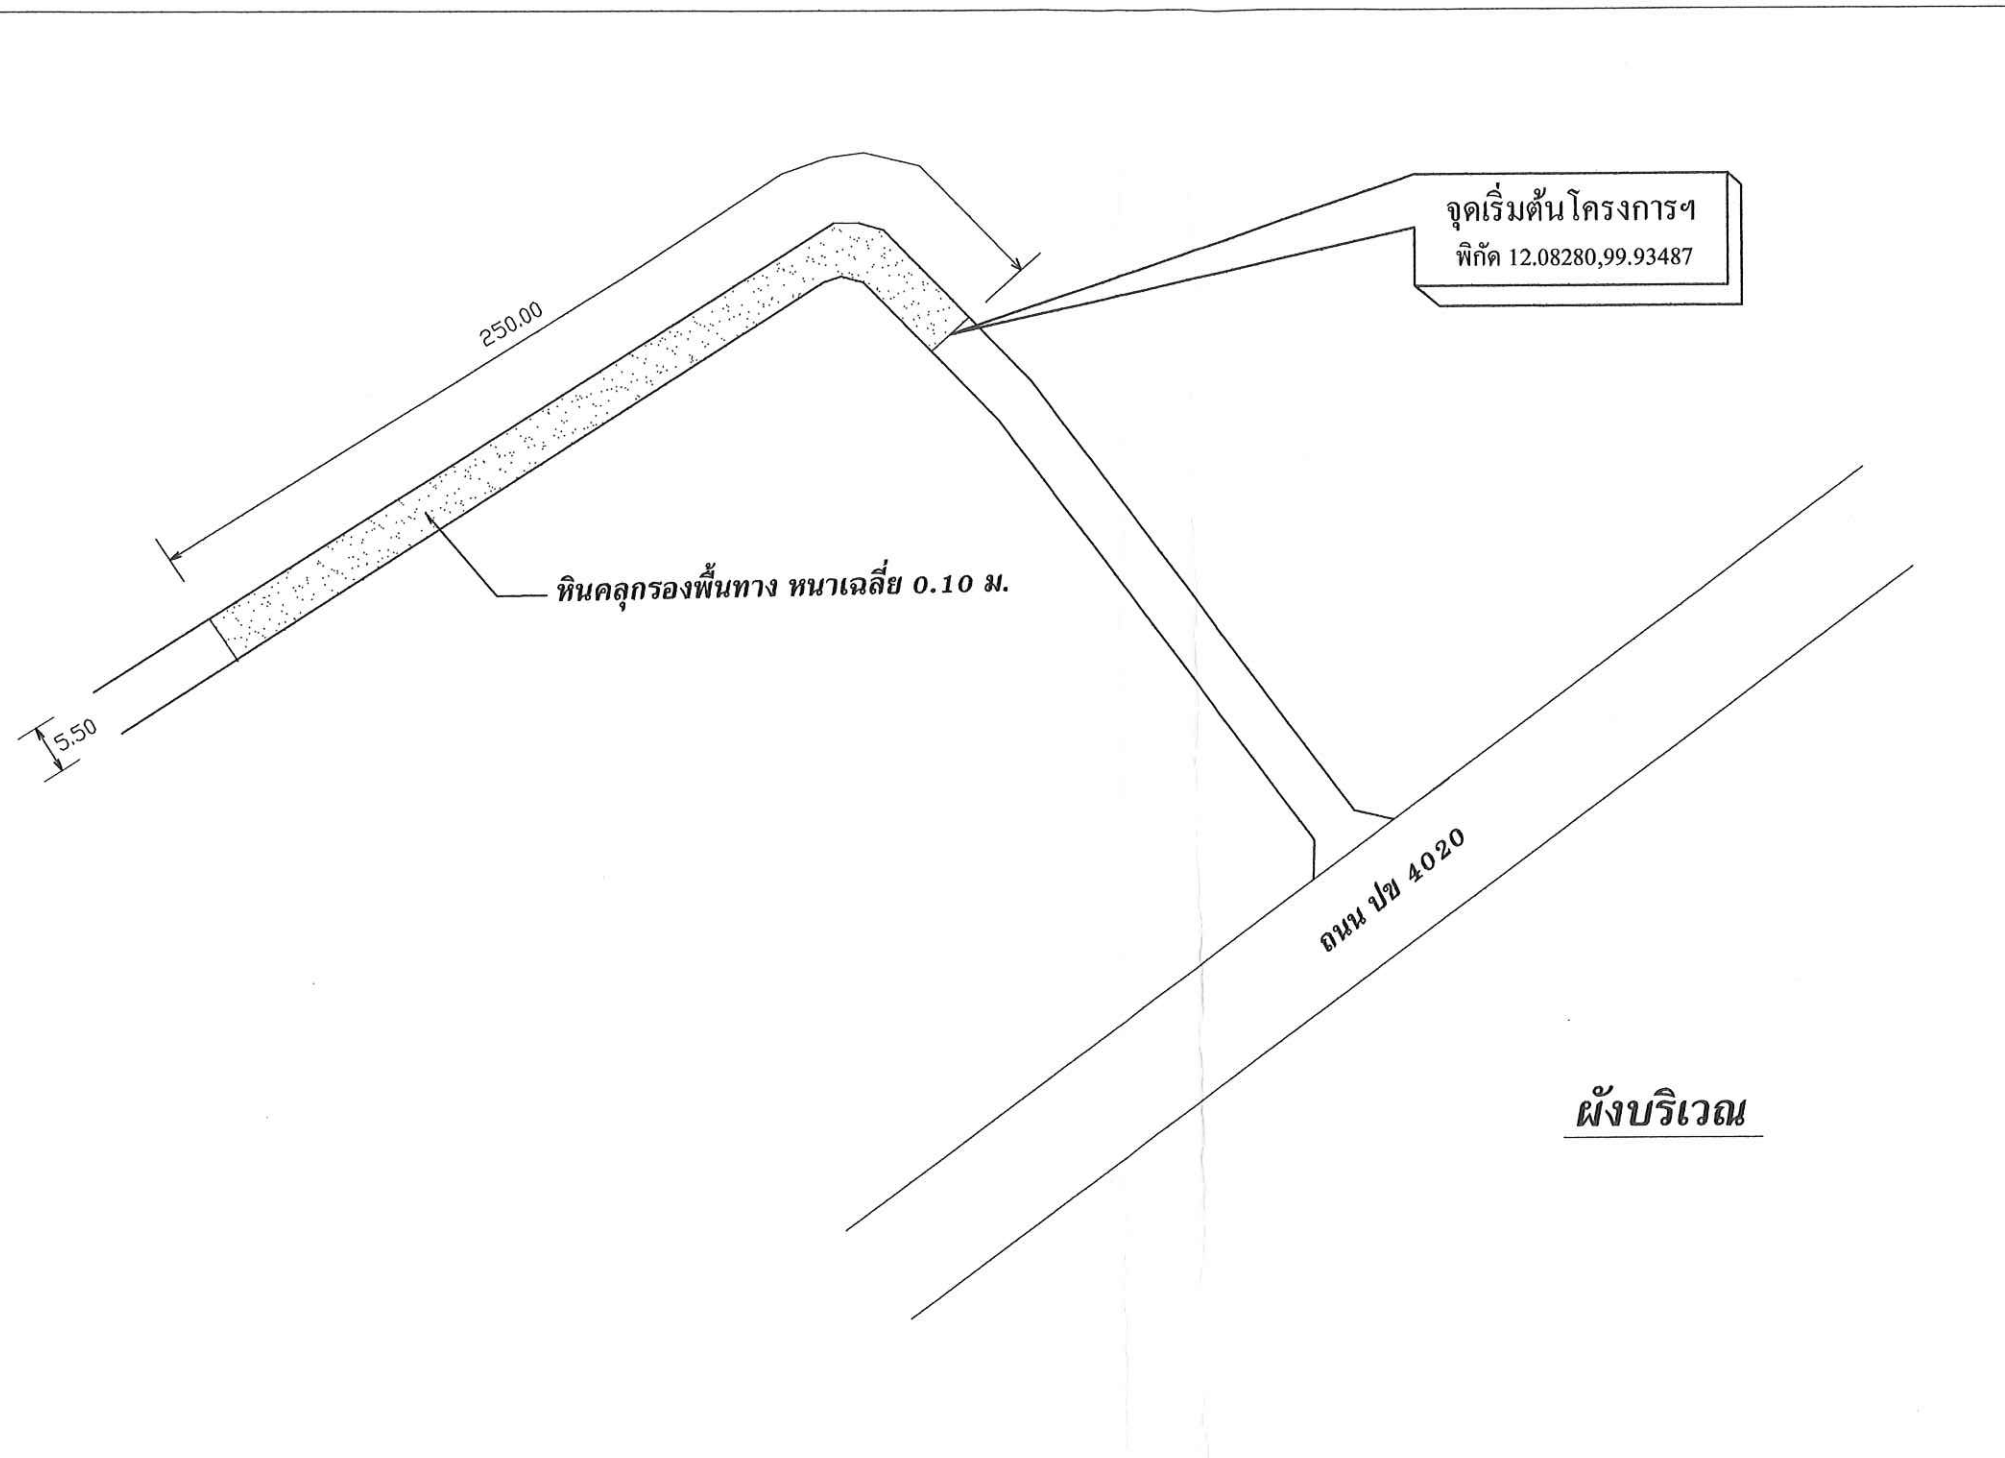 จุดเริ่มต้นโครงการฯ
พิกัด 12.08280,99.93487
250.00
หินคลุกรองพื้นทาง หนาเฉลี่ย 0.10 ม.
5.50
ถนน ปข 4020
ผังบริเวณ